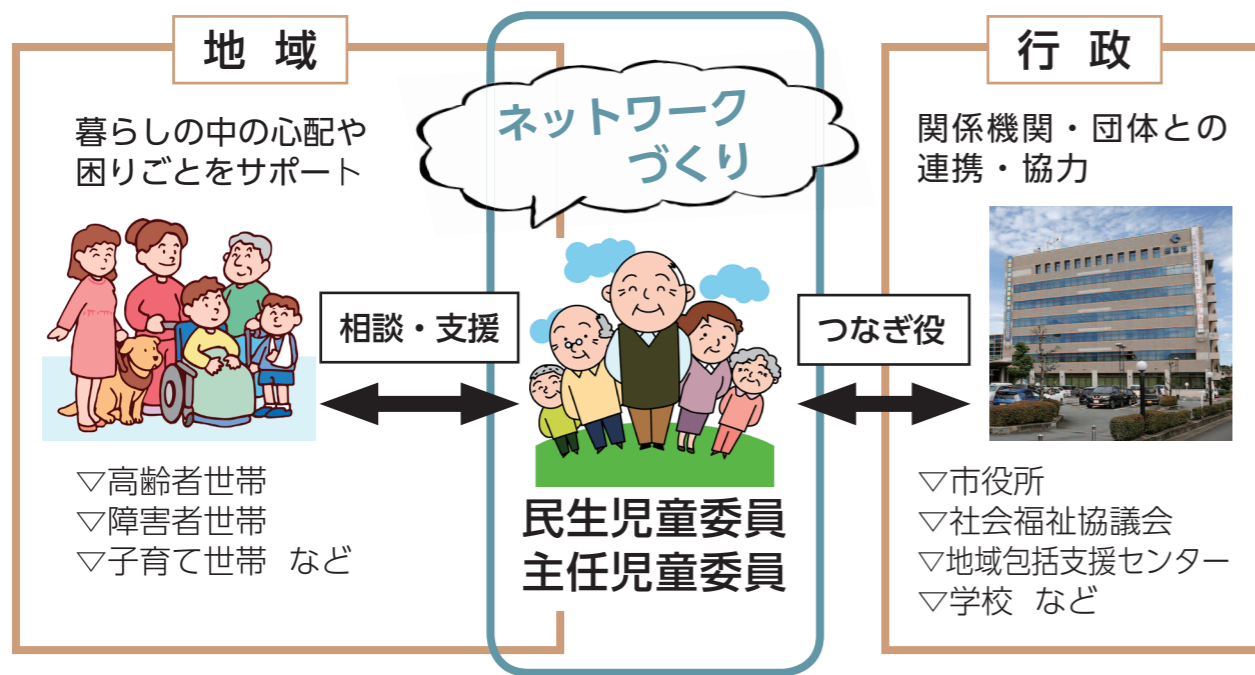 地域
暮らしの中の心配や
困りごとをサポート
▽高齢者世帯
▽障害者世帯
▽子育て世帯 など
相談・支援
ネットワーク
づくり
民生児童委員
主任児童委員
つなぎ役
行政
関係機関・団体との
連携・協力
▽市役所
▽社会福祉協議会
▽地域包括支援センター
▽学校 など